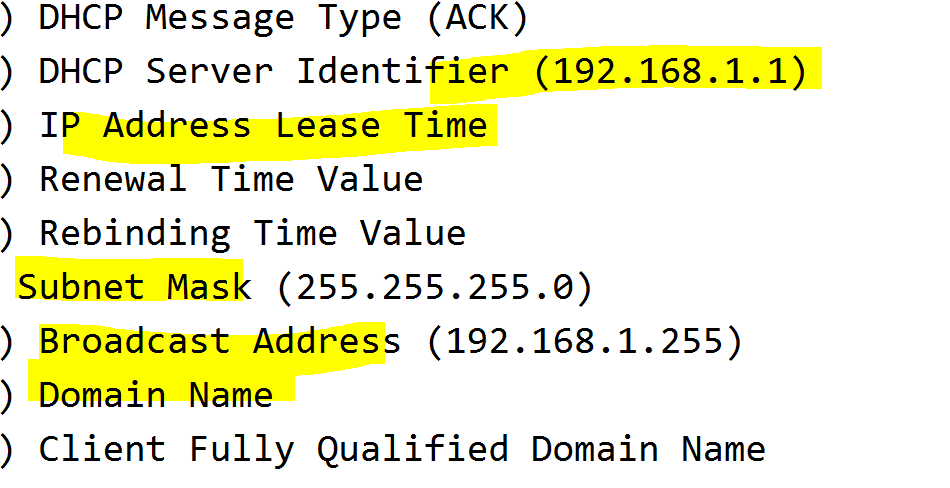 ) DHCP Message Type (ACK)
) DHCP Server Identifier (192.168.1.1)
) IP Address Lease Time
) Renewal Time Value
) Rebinding Time Value
Subnet Mask (255.255.255.0)
) Broadcast Address (192.168.1.255)
) Domain Name
) Client Fully Qualified Domain Name